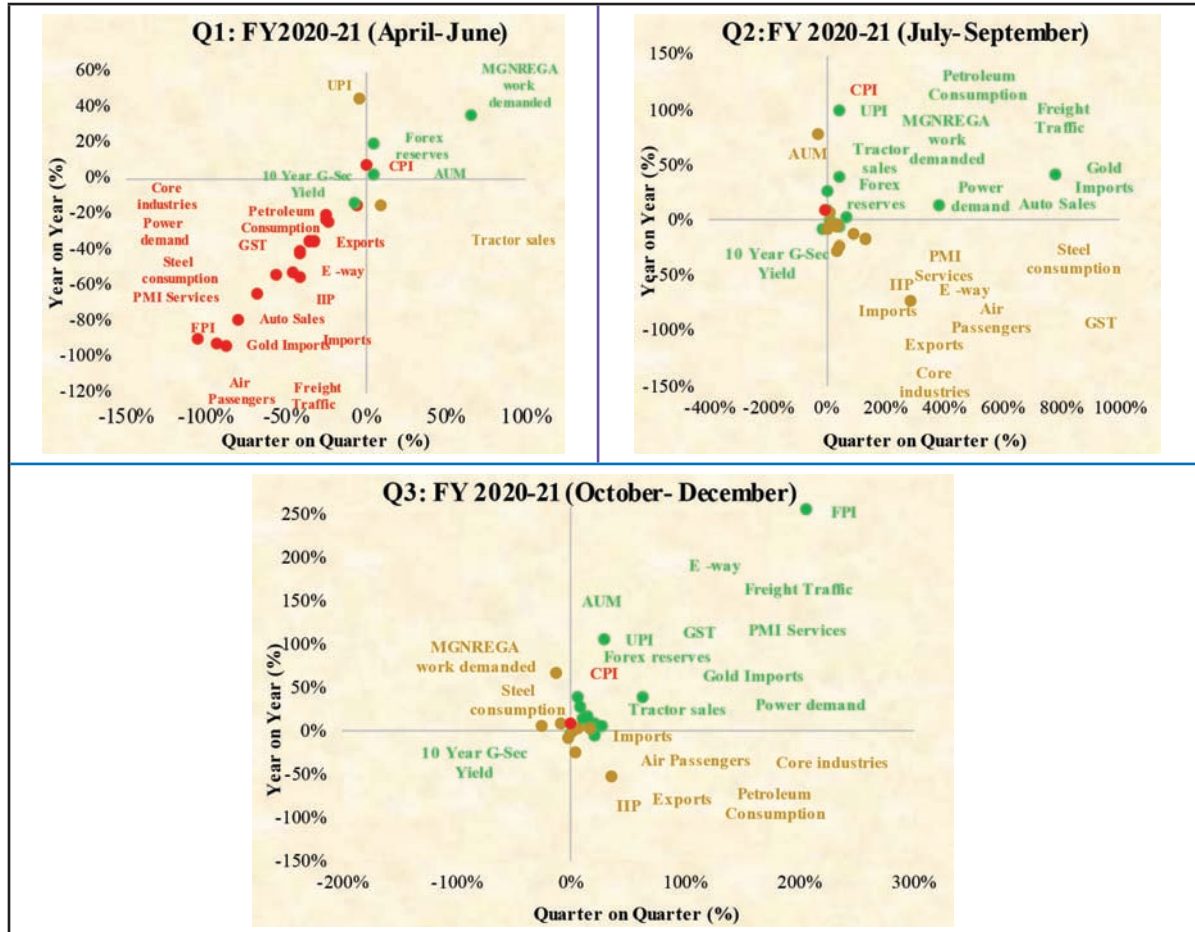 Q1: FY2020-21 (April- June)
60%
40%
20%
0%
-20%
-40%
-60%
-80%
-100%
-120%
Year on Year (%)
UPI
MGNREGA
work
demanded
Forex
reserves
CPI
AUM
10 Year G-Sec
Yield
Core
industries
Power
demand
Petroleum
Consumption
GST
Exports
Tractor sales
Steel
consumption
E -way
PMI Services
IIP
FPI
Auto Sales
Gold Imports
Imports
Air
Passengers
Freight
Traffic
-150%
-100%
-50%
0%
50%
100%
Quarter on Quarter (%)
Q2:FY 2020-21 (July- September)
150%
100%
50%
0%
-50%
-100%
-150%
Year on Year (%)
CPI
UPI
Petroleum
Consumption
Freight
Traffic
MGNREGA
work
demanded
AUM
Tractor
sales
Forex
reserves
Power
demand
Gold
Imports
Auto Sales
10 Year G-Sec
Yield
PMI
Services
Steel
consumption
IIP
E -way
Imports
Air
Passengers
GST
Exports
Core
industries
-400%
-200%
0%
200%
400%
600%
800%
1000%
Quarter on Quarter (%)
Q3: FY 2020-21 (October- December)
250%
200%
150%
100%
50%
0%
-50%
-100%
-150%
Year on Year (%)
FPI
E -way
Freight Traffic
AUM
UPI
GST
PMI Services
MGNREGA
work demanded
Forex reserves
CPI
Gold Imports
Steel
consumption
Tractor sales
Power demand
Imports
10 Year G-Sec
Yield
Air Passengers
Core industries
IIP
Exports
Petroleum
Consumption
-200%
-100%
0%
100%
200%
300%
Quarter on Quarter (%)